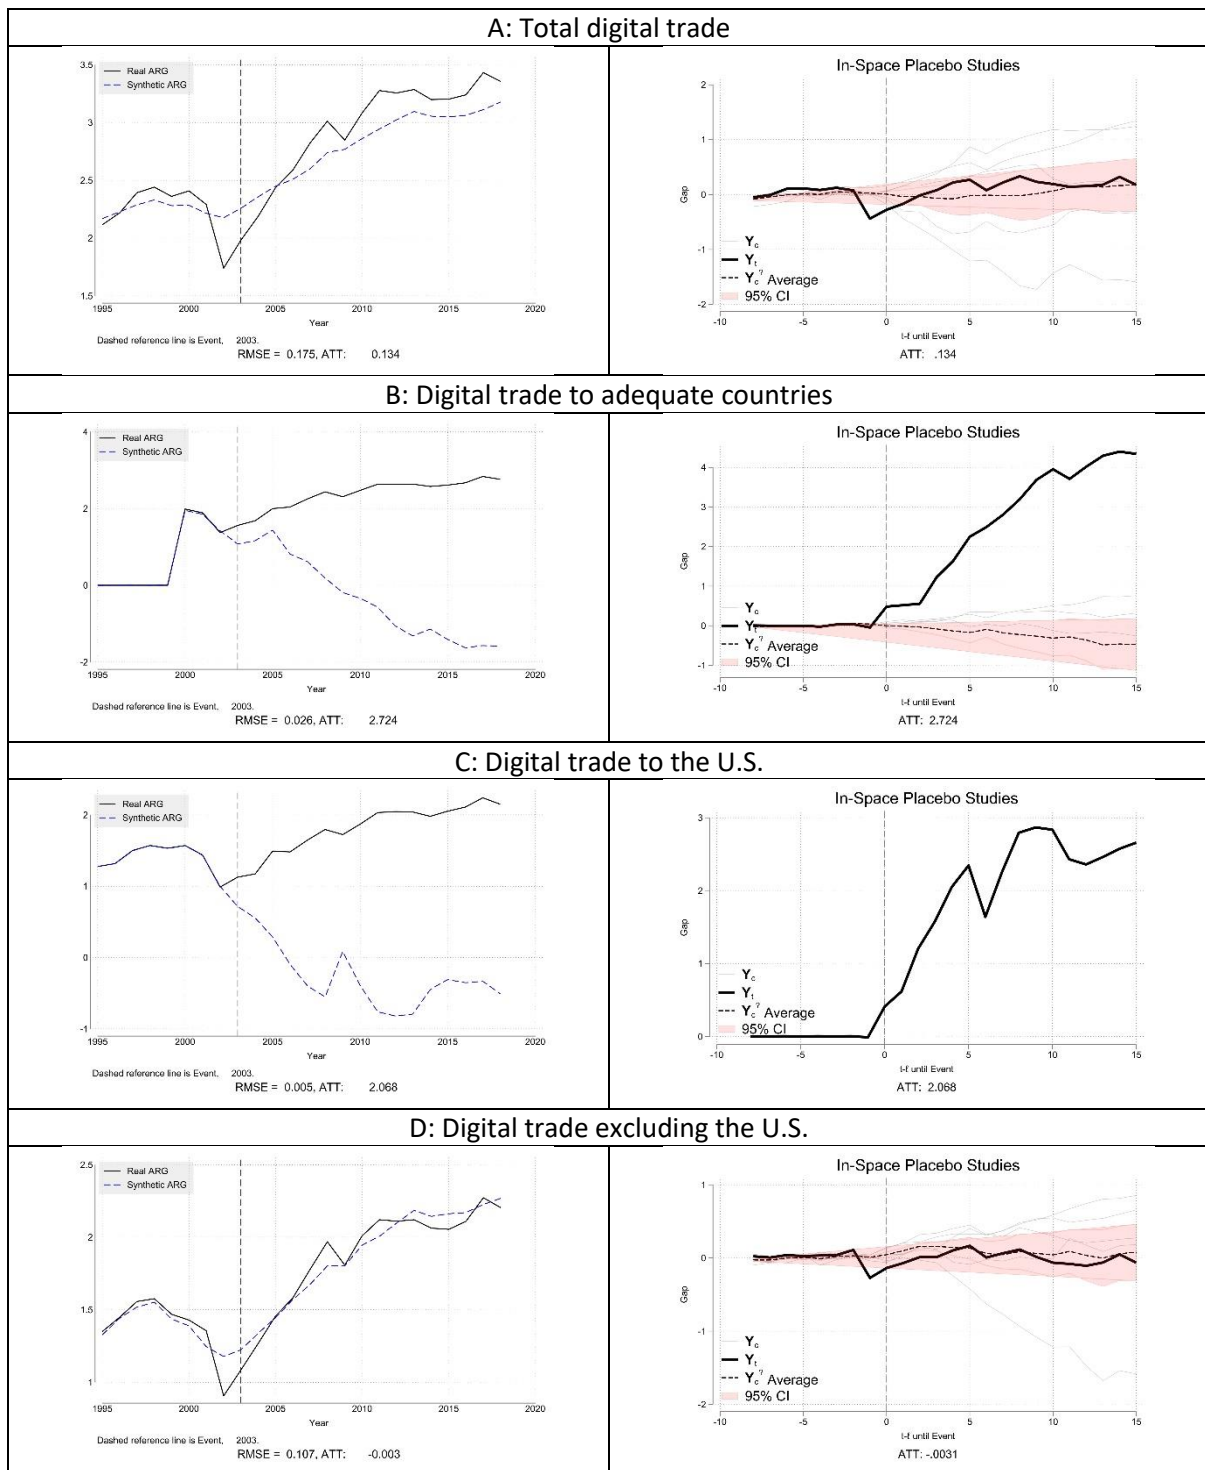 A: Total digital trade
3.5
3
2.5
2
1.5
Real ARG
Synthetic ARG
1995 2000 2005 2010 2015 2020
Year
Dashed reference line is Event, 2003.
RMSE = 0.175, ATT: 0.134
In-Space Placebo Studies
2
1
0
-1
-2
Gap
Yc
Yt
Yc? Average
95% CI
-10 -5 0 5 10 15
t-ℓ until Event
ATT: .134
B: Digital trade to adequate countries
4
2
0
-2
Real ARG
Synthetic ARG
1995 2000 2005 2010 2015 2020
Year
Dashed reference line is Event, 2003.
RMSE = 0.026, ATT: 2.724
In-Space Placebo Studies
4
3
2
1
0
-1
Gap
Yc
Yt
Yc? Average
95% CI
-10 -5 0 5 10 15
t-ℓ until Event
ATT: 2.724
C: Digital trade to the U.S.
2
1
0
-1
Real ARG
Synthetic ARG
1995 2000 2005 2010 2015 2020
Year
Dashed reference line is Event, 2003.
RMSE = 0.005, ATT: 2.068
In-Space Placebo Studies
3
2
1
0
Gap
Yc
Yt
Yc? Average
95% CI
-10 -5 0 5 10 15
t-ℓ until Event
ATT: 2.068
D: Digital trade excluding the U.S.
2.5
2
1.5
1
Real ARG
Synthetic ARG
1995 2000 2005 2010 2015 2020
Year
Dashed reference line is Event, 2003.
RMSE = 0.107, ATT: -0.003
In-Space Placebo Studies
1
0
-1
-2
Gap
Yc
Yt
Yc? Average
95% CI
-10 -5 0 5 10 15
t-ℓ until Event
ATT: -.0031